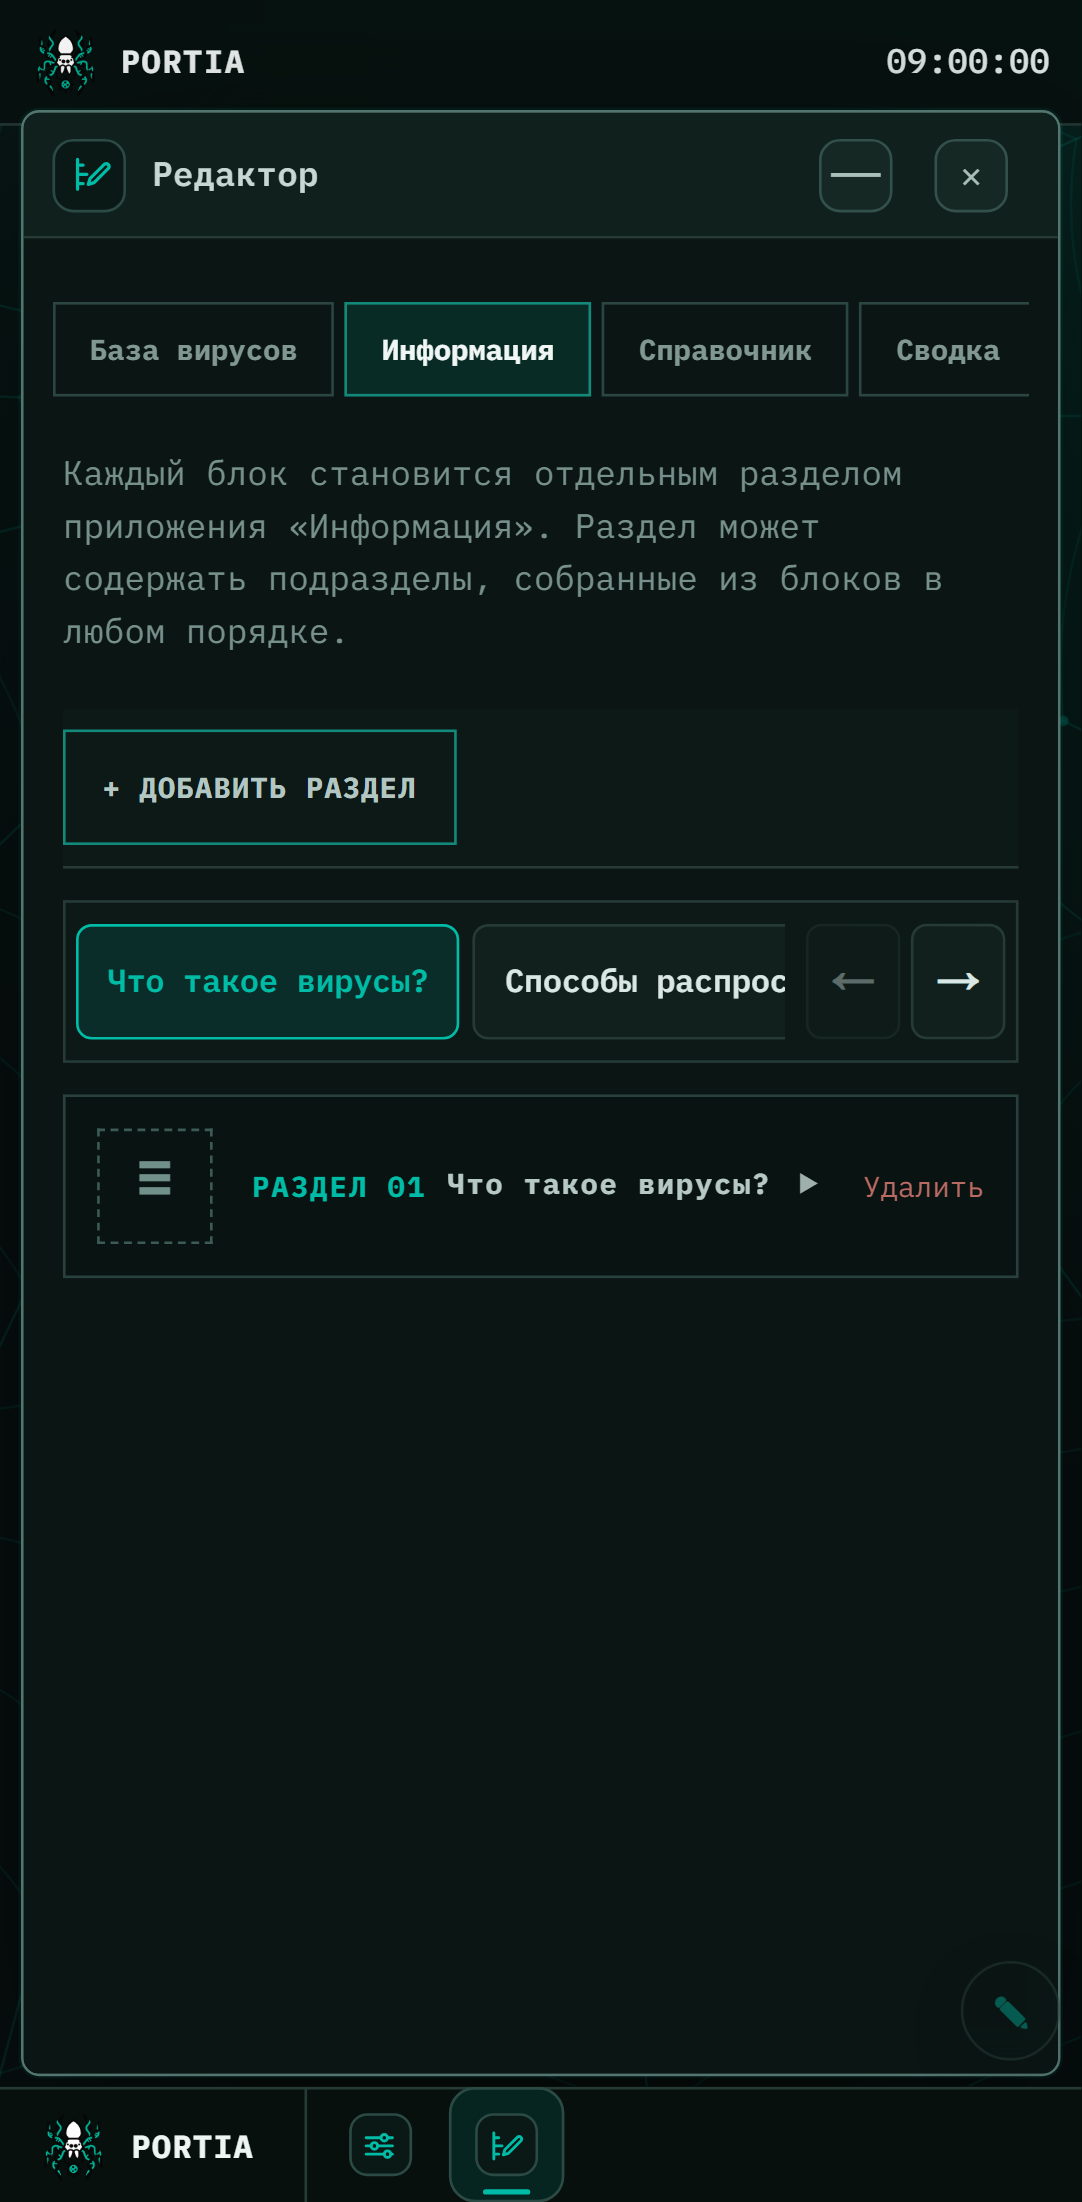 PORTIA
09:00:00
Редактор
База вирусов
Информация
Справочник
Сводка
Каждый блок становится отдельным разделом
приложения «Информация». Раздел может
содержать подразделы, собранные из блоков в
любом порядке.
+ ДОБАВИТЬ РАЗДЕЛ
Что такое вирусы?
Способы распрос
РАЗДЕЛ 01 Что такое вирусы? ▶ Удалить
PORTIA